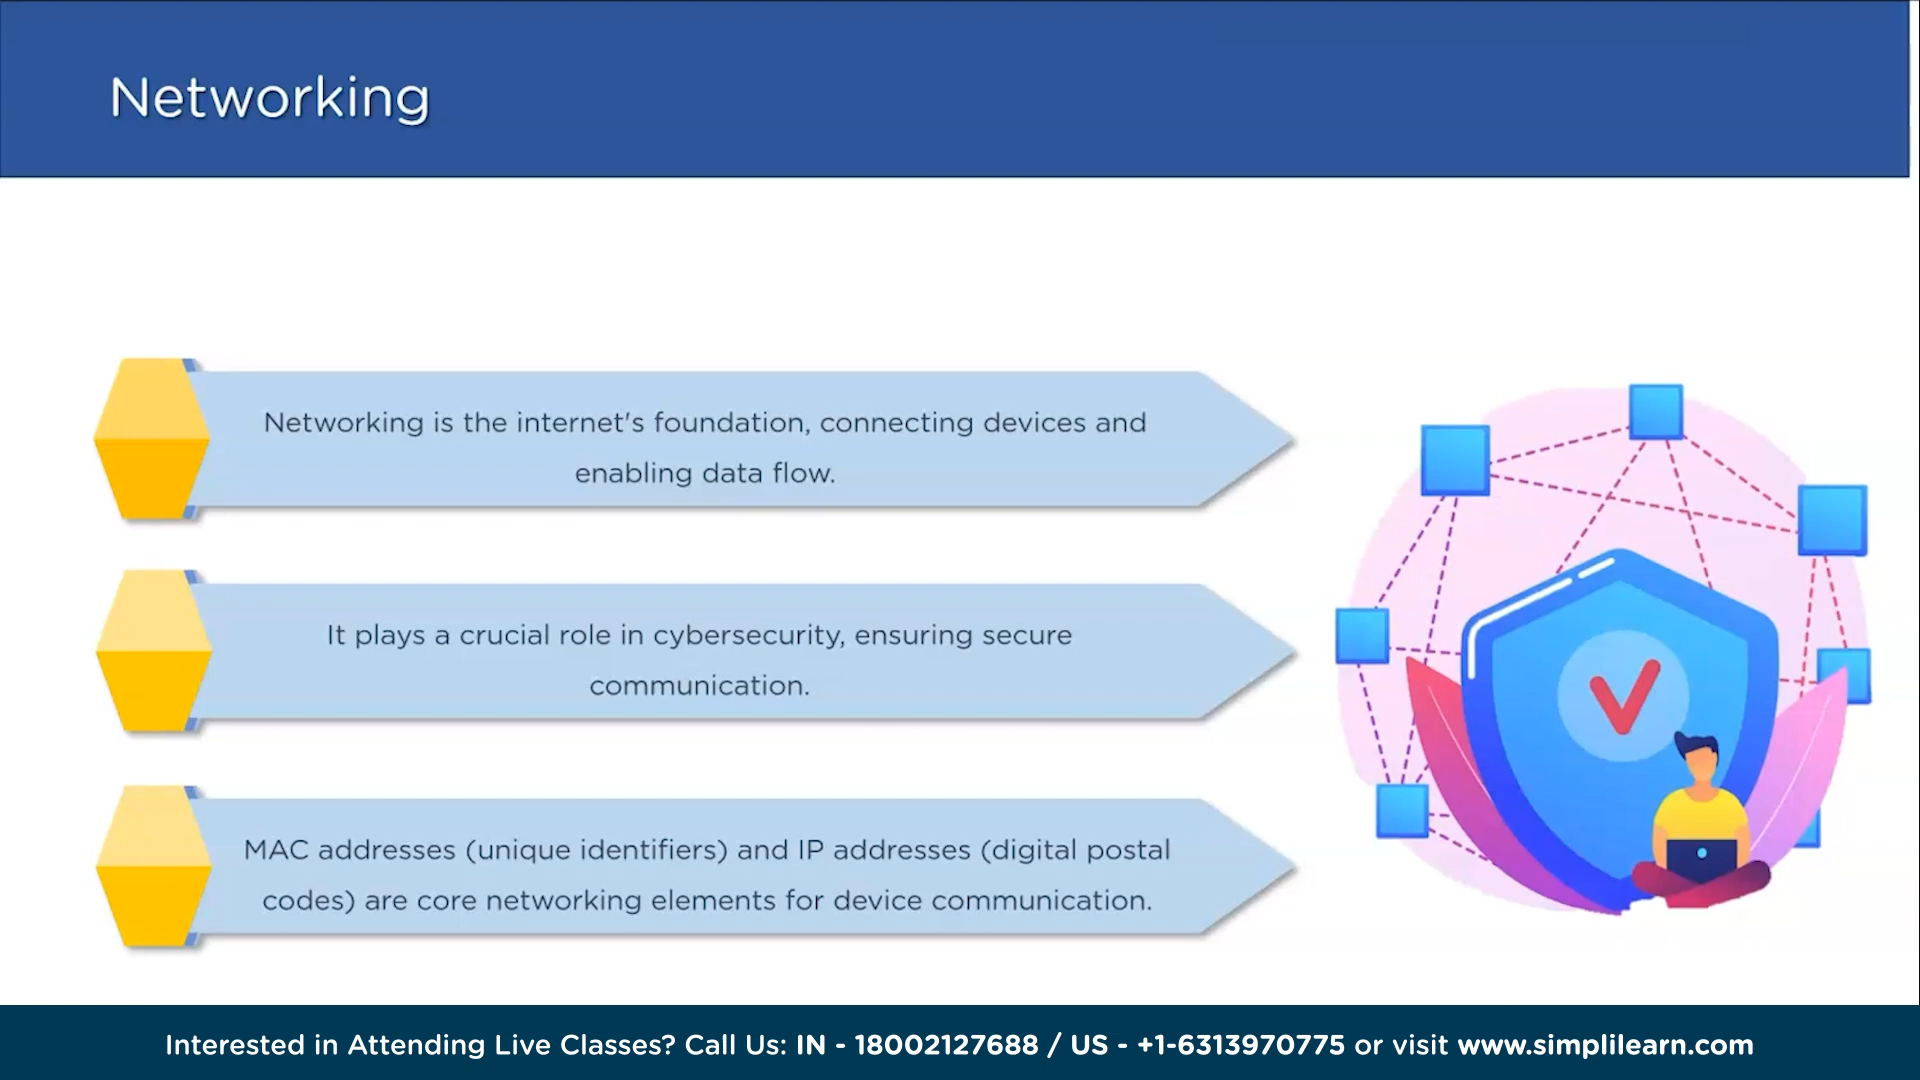 Networking
Networking is the internet's foundation, connecting devices and
enabling data flow.
It plays a crucial role in cybersecurity, ensuring secure
communication.
MAC addresses (unique identifiers) and IP addresses (digital postal
codes) are core networking elements for device communication.
Interested in Attending Live Classes? Call Us: IN - 18002127688 / US - +1-6313970775 or visit www.simplilearn.com